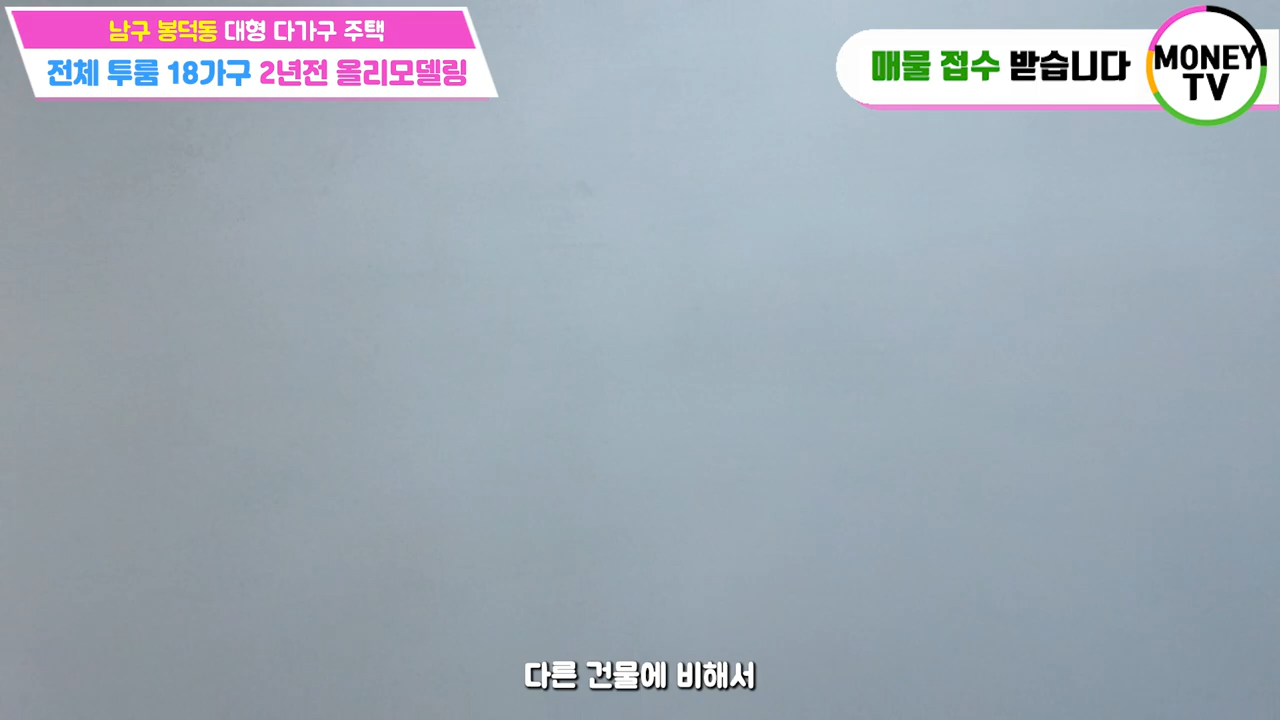 남구 봉덕동 대형 다가구 주택
전체 투룸 18가구 2년전 올리모델링
매물 접수 받습니다
MONEY
TV
다른 건물에 비해서